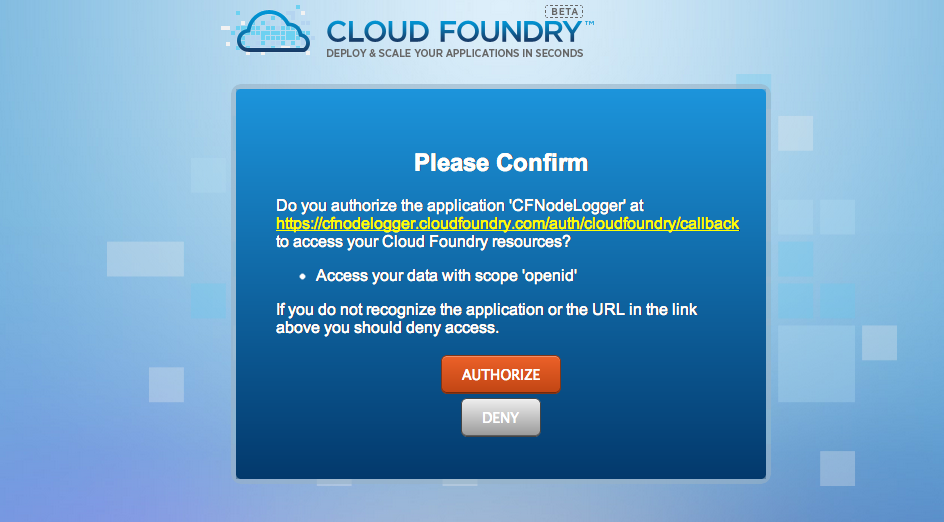 BETA
CLOUD FOUNDRY™
DEPLOY & SCALE YOUR APPLICATIONS IN SECONDS
Please Confirm
Do you authorize the application 'CFNodeLogger' at
https://cfnodelogger.cloudfoundry.com/auth/cloudfoundry/callback
to access your Cloud Foundry resources?
• Access your data with scope 'openid'
If you do not recognize the application or the URL in the link
above you should deny access.
AUTHORIZE
DENY